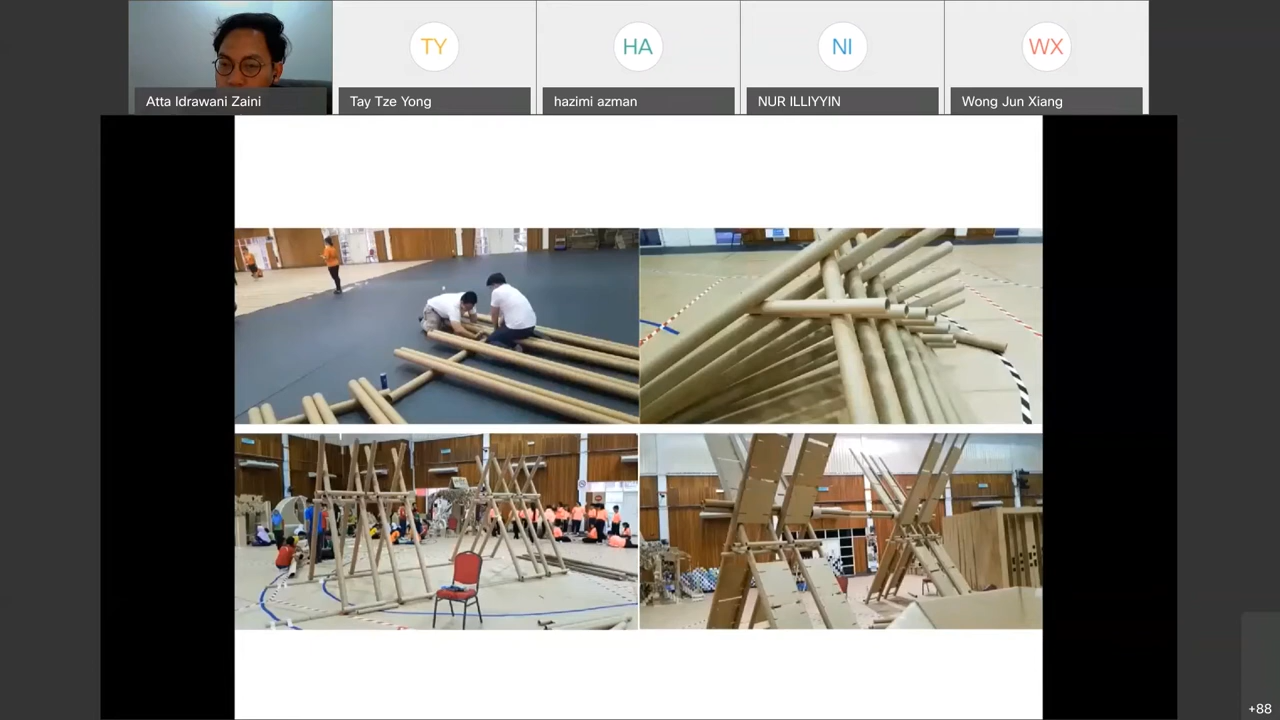 TY
HA
NI
WX
Atta Idrawani Zaini
Tay Tze Yong
hazimi azman
NUR ILLIYYIN
Wong Jun Xiang
+88